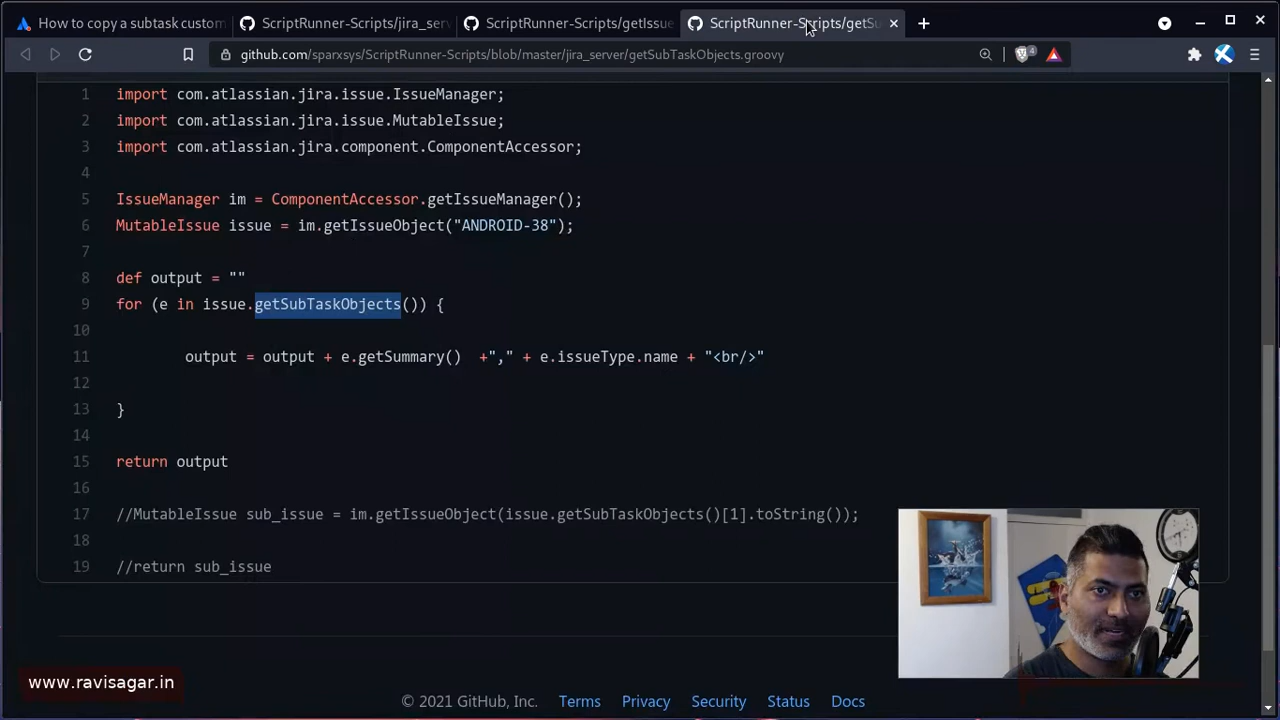 How to copy a subtask custom
ScriptRunner-Scripts/jira_serv
ScriptRunner-Scripts/getIssue
ScriptRunner-Scripts/getSu
github.com/sparxsys/ScriptRunner-Scripts/blob/master/jira_server/getSubTaskObjects.groovy
4
1 import com.atlassian.jira.issue.IssueManager;
2 import com.atlassian.jira.issue.MutableIssue;
3 import com.atlassian.jira.component.ComponentAccessor;
4
5 IssueManager im = ComponentAccessor.getIssueManager();
6 MutableIssue issue = im.getIssueObject("ANDROID-38");
7
8 def output = ""
9 for (e in issue.getSubTaskObjects()) {
10
11 output = output + e.getSummary() +"," + e.issueType.name + "<br/>"
12
13 }
14
15 return output
16
17 //MutableIssue sub_issue = im.getIssueObject(issue.getSubTaskObjects()[1].toString());
18
19 //return sub_issue
www.ravisagar.in
© 2021 GitHub, Inc. Terms Privacy Security Status Docs